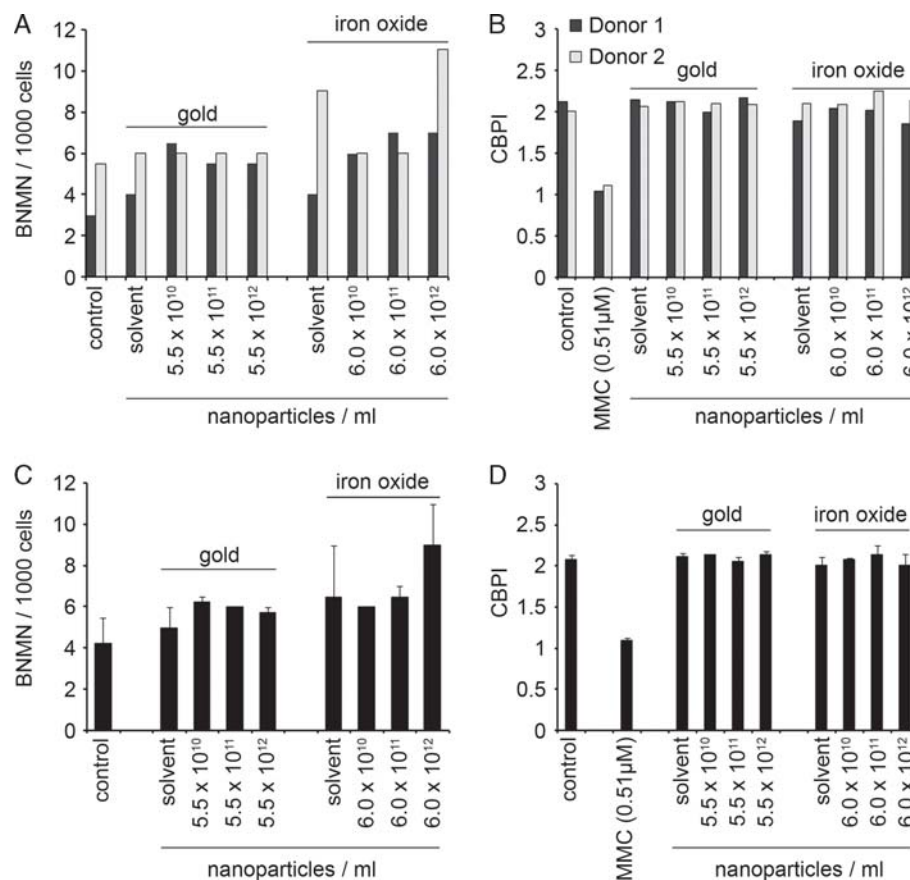 A
iron oxide
BNMN / 1000 cells
12
10
8
6
4
2
0
gold
control
solvent
5.5 x 10¹⁰
5.5 x 10¹¹
5.5 x 10¹²
solvent
6.0 x 10¹⁰
6.0 x 10¹¹
6.0 x 10¹²
nanoparticles / ml
B
Donor 1
Donor 2
gold
iron oxide
CBPI
3
2.5
2
1.5
1
0.5
0
control
MMC (0.51µM)
solvent
5.5 x 10¹⁰
5.5 x 10¹¹
5.5 x 10¹²
solvent
6.0 x 10¹⁰
6.0 x 10¹¹
6.0 x 10¹²
nanoparticles / ml
C
iron oxide
BNMN / 1000 cells
12
10
8
6
4
2
0
gold
control
solvent
5.5 x 10¹⁰
5.5 x 10¹¹
5.5 x 10¹²
solvent
6.0 x 10¹⁰
6.0 x 10¹¹
6.0 x 10¹²
nanoparticles / ml
D
gold
iron oxide
CBPI
3
2.5
2
1.5
1
0.5
0
control
MMC (0.51µM)
solvent
5.5 x 10¹⁰
5.5 x 10¹¹
5.5 x 10¹²
solvent
6.0 x 10¹⁰
6.0 x 10¹¹
6.0 x 10¹²
nanoparticles / ml